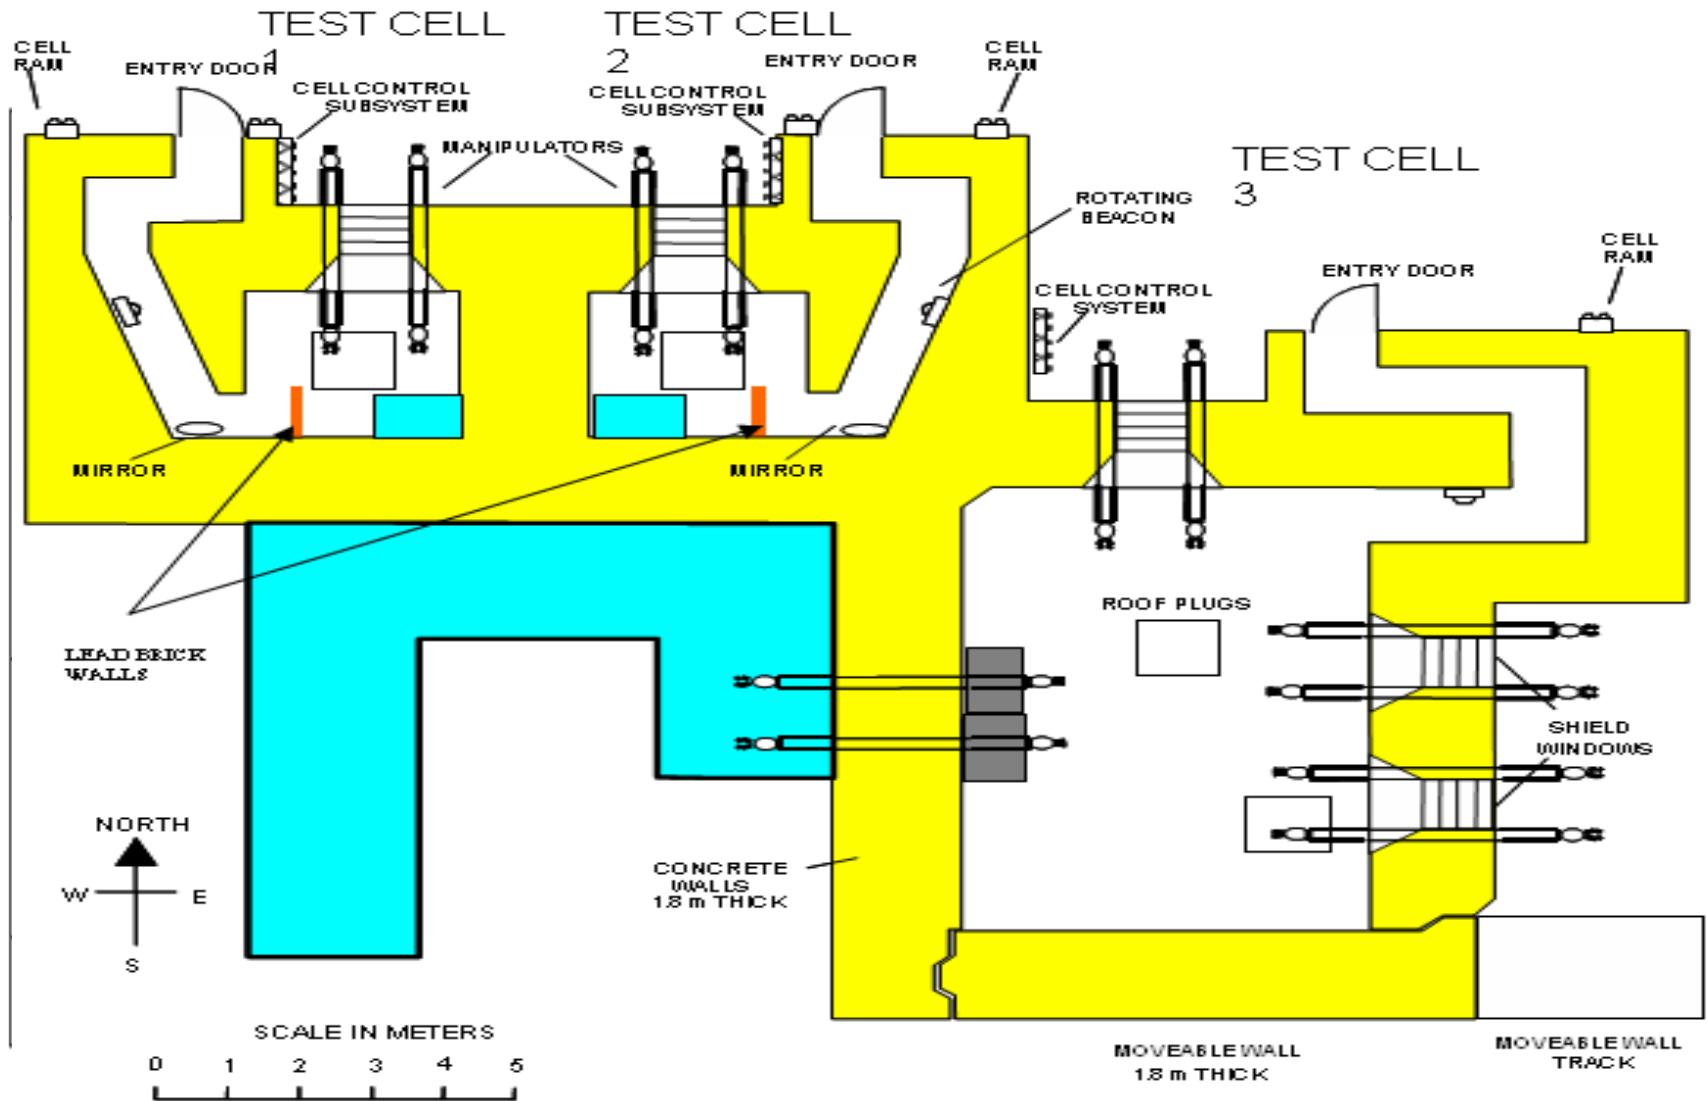 TEST CELL
1
TEST CELL
2
CELL
RAM
ENTRY DOOR
CELL CONTROL
SUBSYSTEM
CELL CONTROL
SUBSYSTEM
ENTRY DOOR
CELL
RAM
MANIPULATORS
TEST CELL
3
ROTATING
BEACON
CELL
RAM
ENTRY DOOR
CELL CONTROL
SYSTEM
MIRROR
MIRROR
ROOF PLUGS
LEAD BRICK
WALLS
SHIELD
WINDOWS
NORTH
W
E
S
CONCRETE
WALLS
1.8 m THICK
SCALE IN METERS
0 1 2 3 4 5
MOVEABLE WALL
1.8 m THICK
MOVEABLE WALL
TRACK